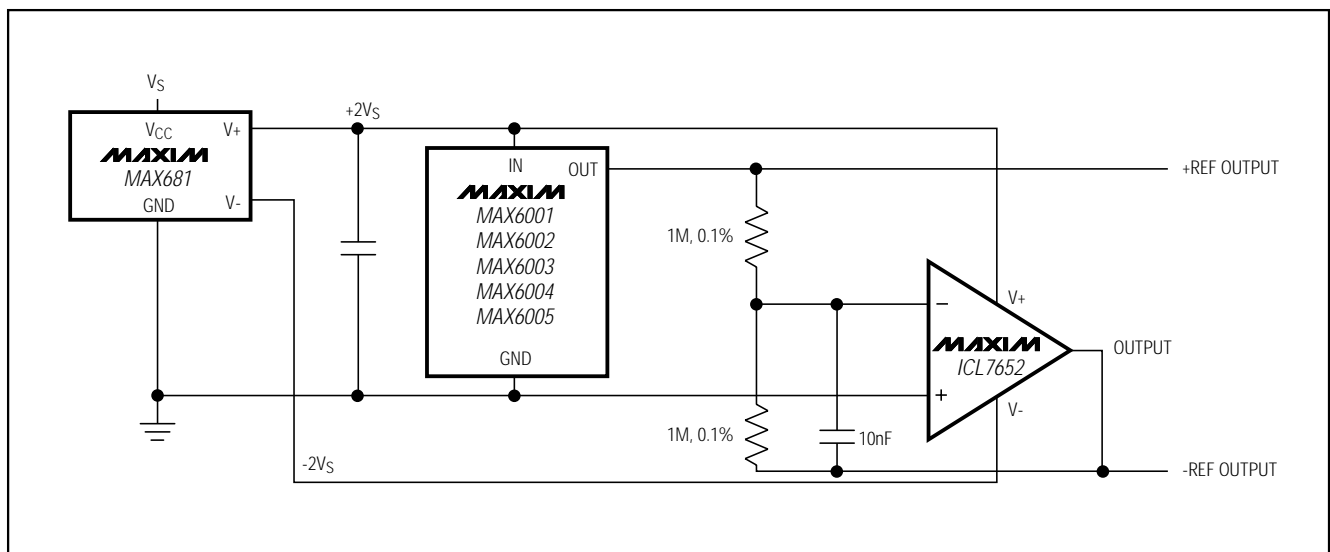 VS
+2VS
VCC
V+
MAXIM
MAX681
GND
V-
IN
OUT
MAXIM
MAX6001
MAX6002
MAX6003
MAX6004
MAX6005
GND
+REF OUTPUT
1M, 0.1%
−
V+
MAXIM
ICL7652
OUTPUT
+
V-
1M, 0.1%
10nF
-2VS
-REF OUTPUT